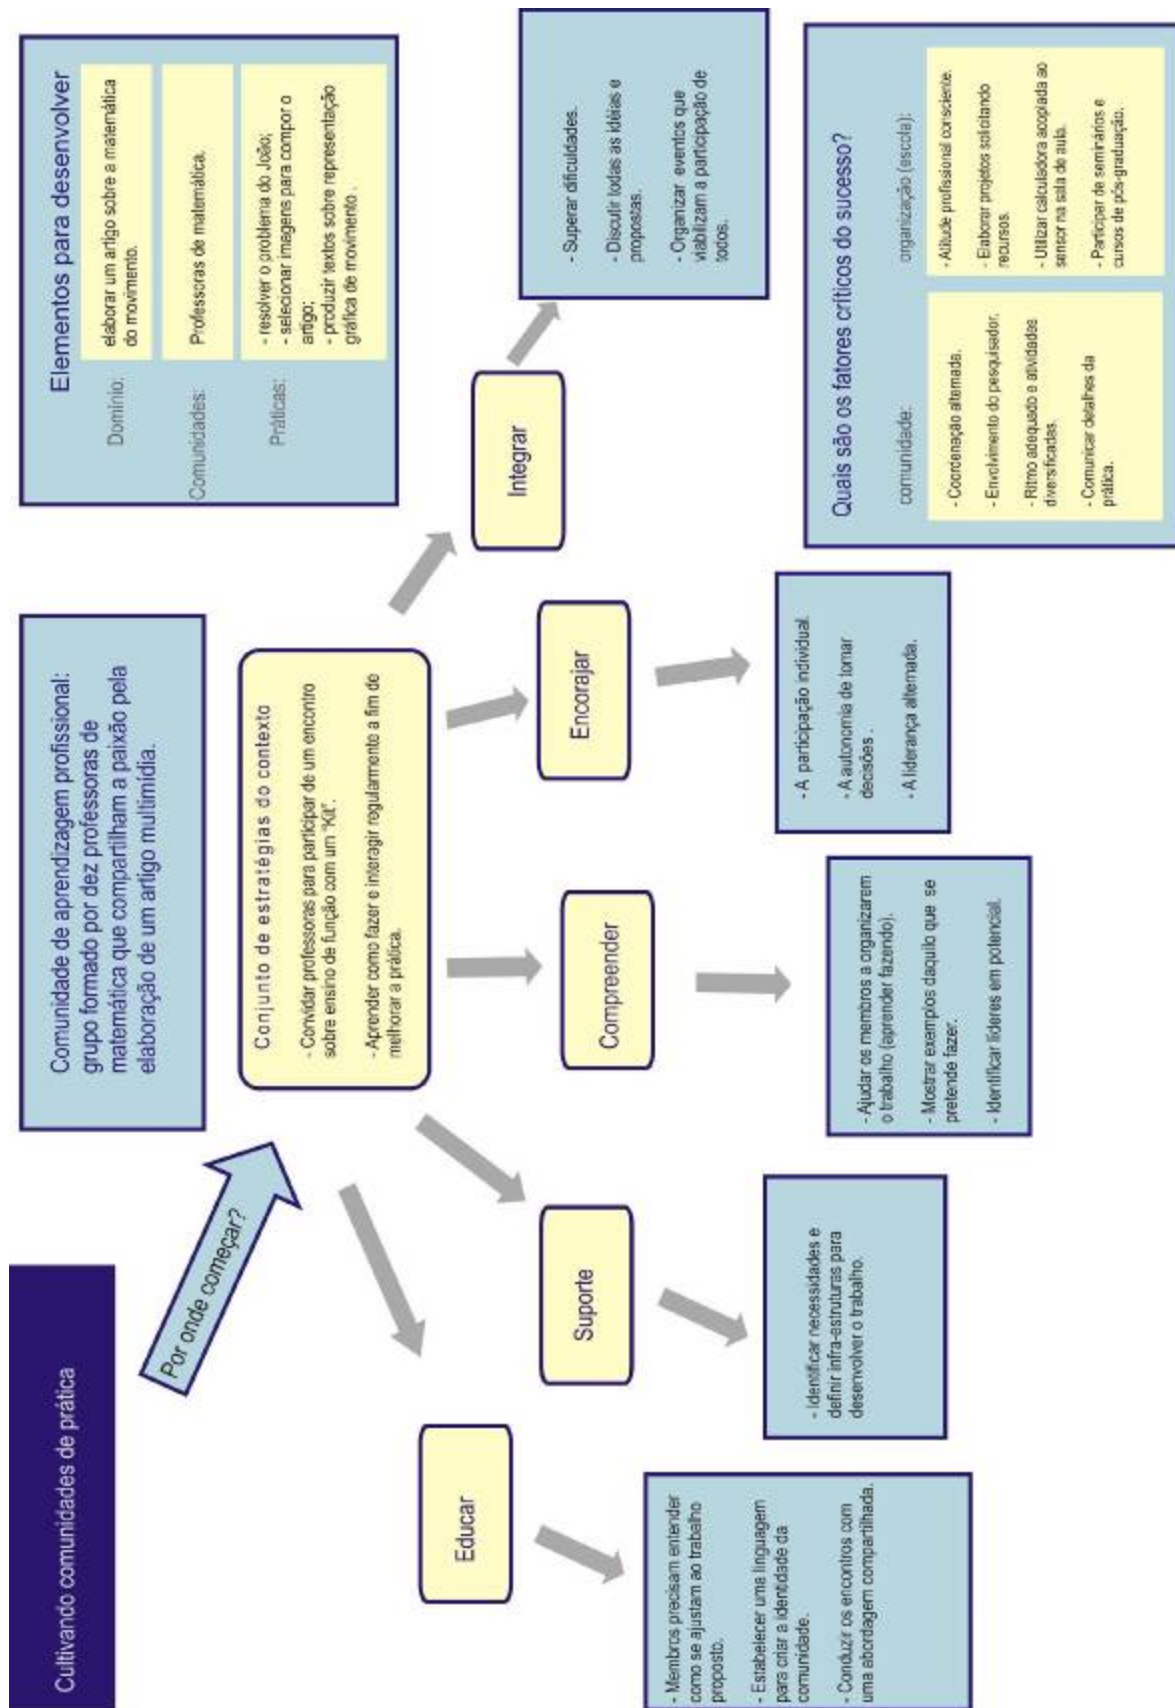 Cultivando comunidades de prática
Por onde começar?
Comunidade de aprendizagem profissional:
grupo formado por dez professoras de
matemática que compartilham a paixão pela
elaboração de um artigo multimídia.
Elementos para desenvolver
Domínio:
elaborar um artigo sobre a matemática
do movimento.
Comunidades:
Professoras de matemática.
Práticas:
- resolver o problema do João;
- selecionar imagens para compor o
artigo;
- produzir textos sobre representação
gráfica de movimento .
Conjunto de estratégias do contexto
- Convidar professoras para participar de um encontro
sobre ensino de função com um "Kit".
- Aprender como fazer e interagir regularmente a fim de
melhorar a prática.
Educar
Suporte
Compreender
Encorajar
Integrar
- Membros precisam entender
como se ajustam ao trabalho
proposto.
- Estabelecer uma linguagem
para criar a identidade da
comunidade.
- Conduzir os encontros com
uma abordagem compartilhada.
- Identificar necessidades e
definir infra-estruturas para
desenvolver o trabalho.
- Ajudar os membros a organizarem
o trabalho (aprender fazendo).
- Mostrar exemplos daquilo que se
pretende fazer.
- Identificar líderes em potencial.
- A participação individual.
- A autonomia de tomar
decisões .
- A liderança alternada.
- Superar dificuldades.
- Discutir todas as idéias e
propostas.
- Organizar eventos que
viabilizam a participação de
todos.
Quais são os fatores críticos do sucesso?
comunidade:
- Coordenação alternada.
- Envolvimento do pesquisador.
- Ritmo adequado e atividades
diversificadas.
- Comunicar detalhes da
prática.
organização (escola):
- Atitude profissional consciente.
- Elaborar projetos solicitando
recursos.
- Utilizar calculadora acoplada ao
sensor na sala de aula.
- Participar de seminários e
cursos de pós-graduação.